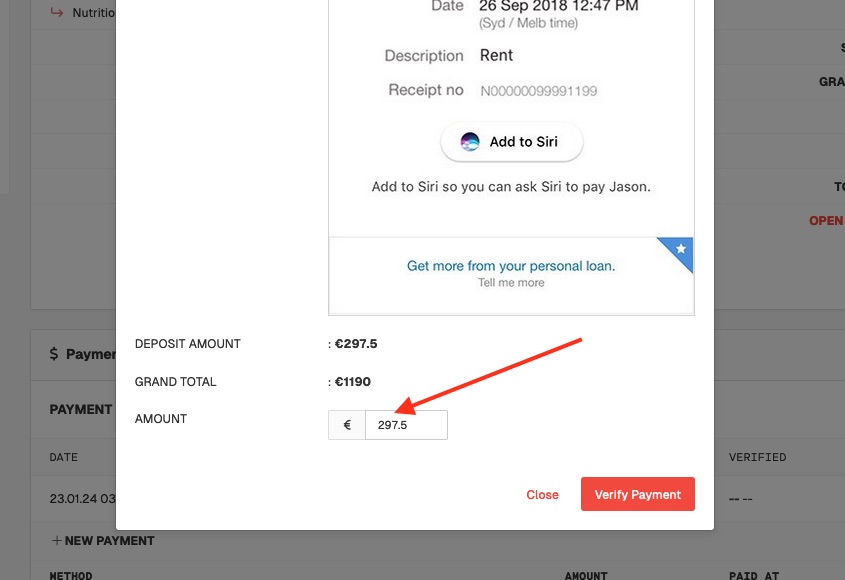 Nutritio
Date 26 Sep 2018 12:47 PM
(Syd / Melb time)
S
Description Rent
GRA
Receipt no N00000099991199
Add to Siri
Add to Siri so you can ask Siri to pay Jason.
TO
OPEN
Get more from your personal loan.
Tell me more
DEPOSIT AMOUNT : €297.5
$ Paymen
GRAND TOTAL : €1190
PAYMENT
AMOUNT € 297.5
DATE VERIFIED
23.01.24 03 -- --
Close Verify Payment
+ NEW PAYMENT
METHOD AMOUNT PAID AT